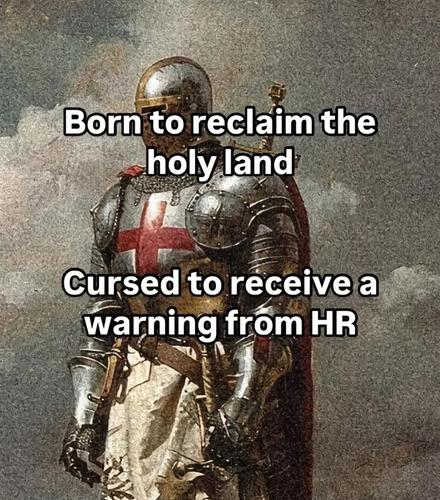 Born to reclaim the
holy land
Cursed to receive a
warning from HR